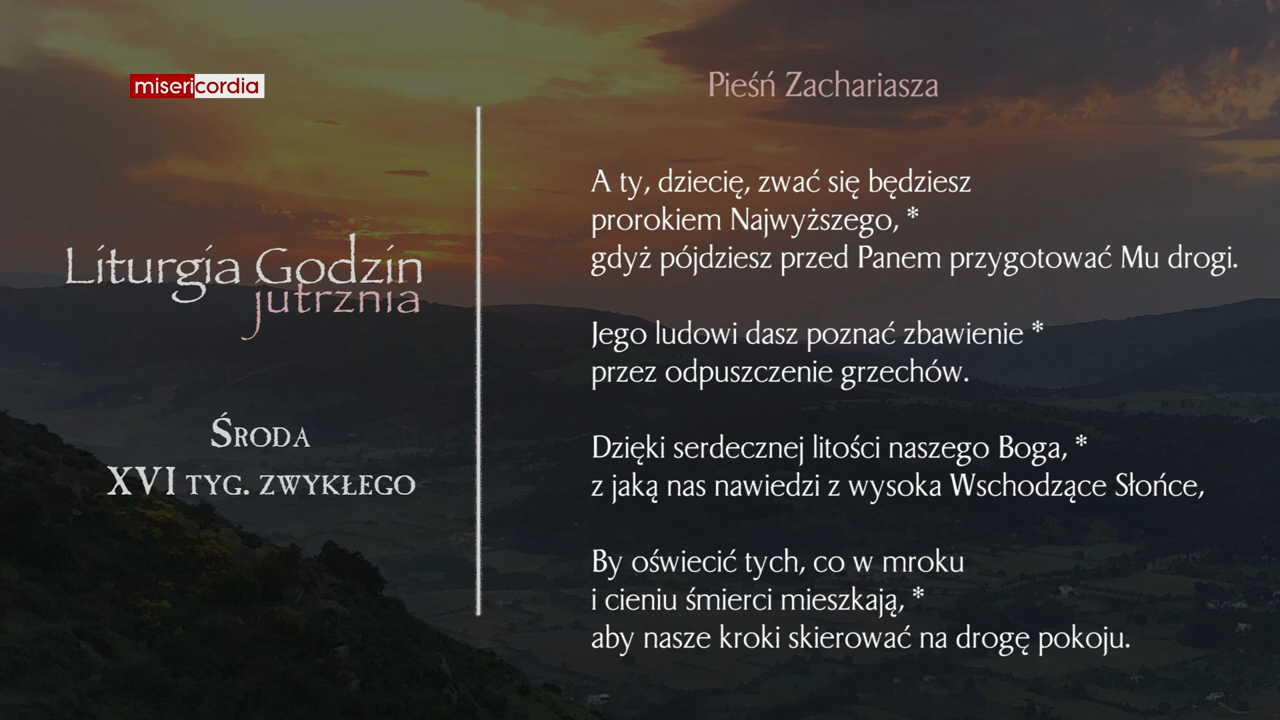 misericordia
Liturgia Godzin
jutrznia
Środa
XVI tyg. zwykłego
Pieśń Zachariasza
A ty, dziecię, zwać się będziesz
prorokiem Najwyższego, *
gdyż pójdziesz przed Panem przygotować Mu drogi.
Jego ludowi dasz poznać zbawienie *
przez odpuszczenie grzechów.
Dzięki serdecznej litości naszego Boga, *
z jaką nas nawiedzi z wysoka Wschodzące Słońce,
By oświecić tych, co w mroku
i cieniu śmierci mieszkają, *
aby nasze kroki skierować na drogę pokoju.